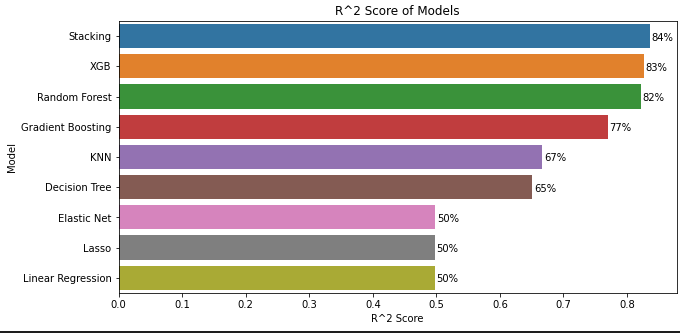 R^2 Score of Models
Model
Stacking 84%
XGB 83%
Random Forest 82%
Gradient Boosting 77%
KNN 67%
Decision Tree 65%
Elastic Net 50%
Lasso 50%
Linear Regression 50%
0.0 0.1 0.2 0.3 0.4 0.5 0.6 0.7 0.8
R^2 Score